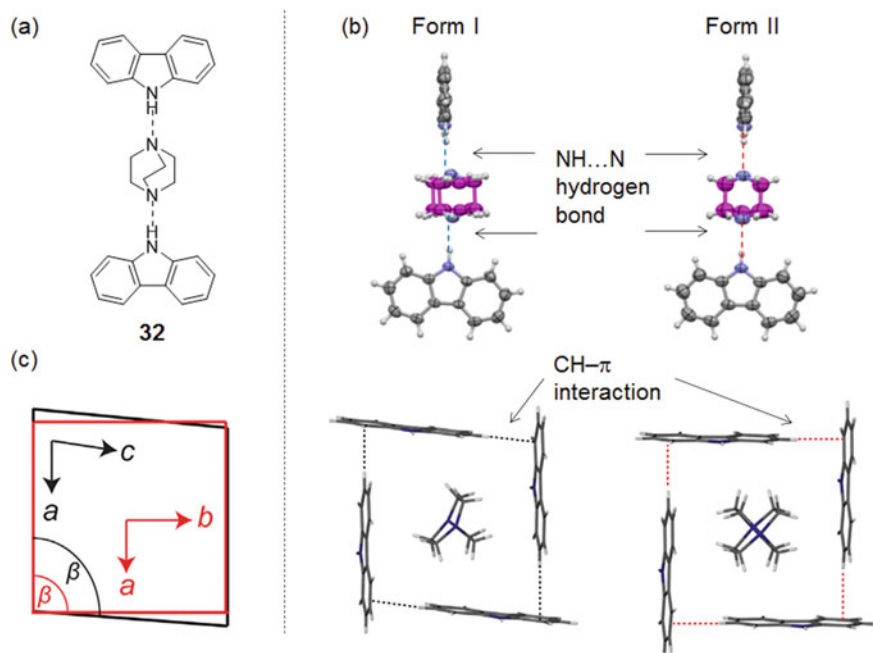 (a)
N
H
N
N
H
N
32
(b)
Form I
Form II
NH…N
hydrogen
bond
CH–π
interaction
(c)
c
a
b
a
β
β